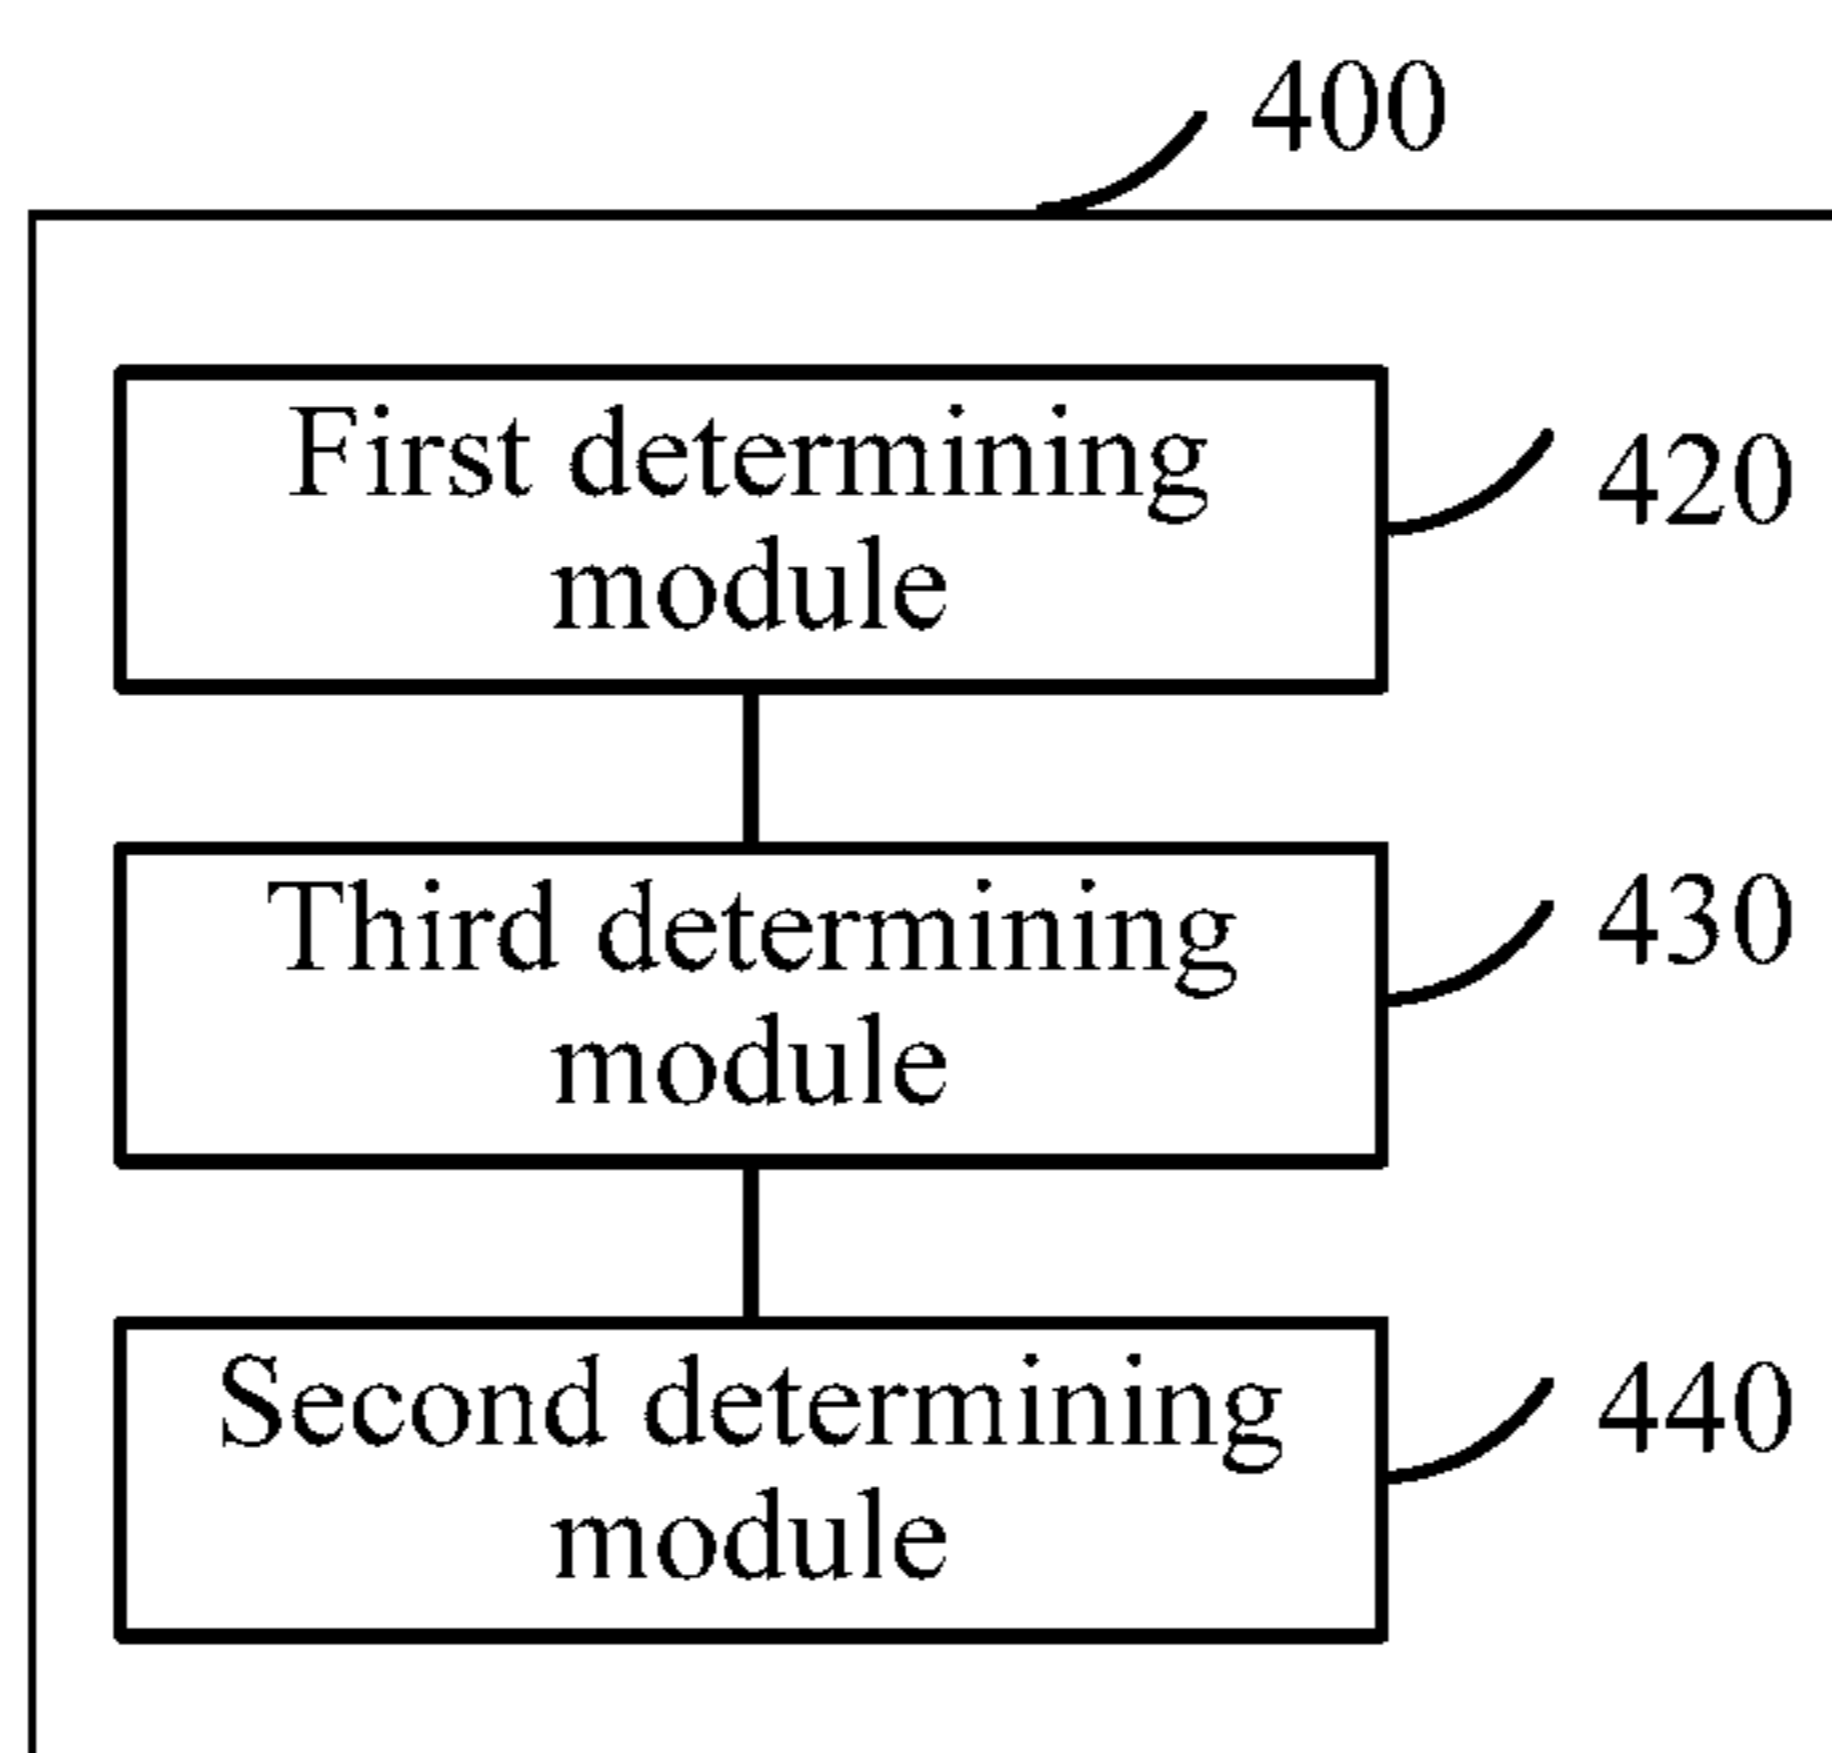 400
First determining
module
420
Third determining
module
430
Second determining
module
440